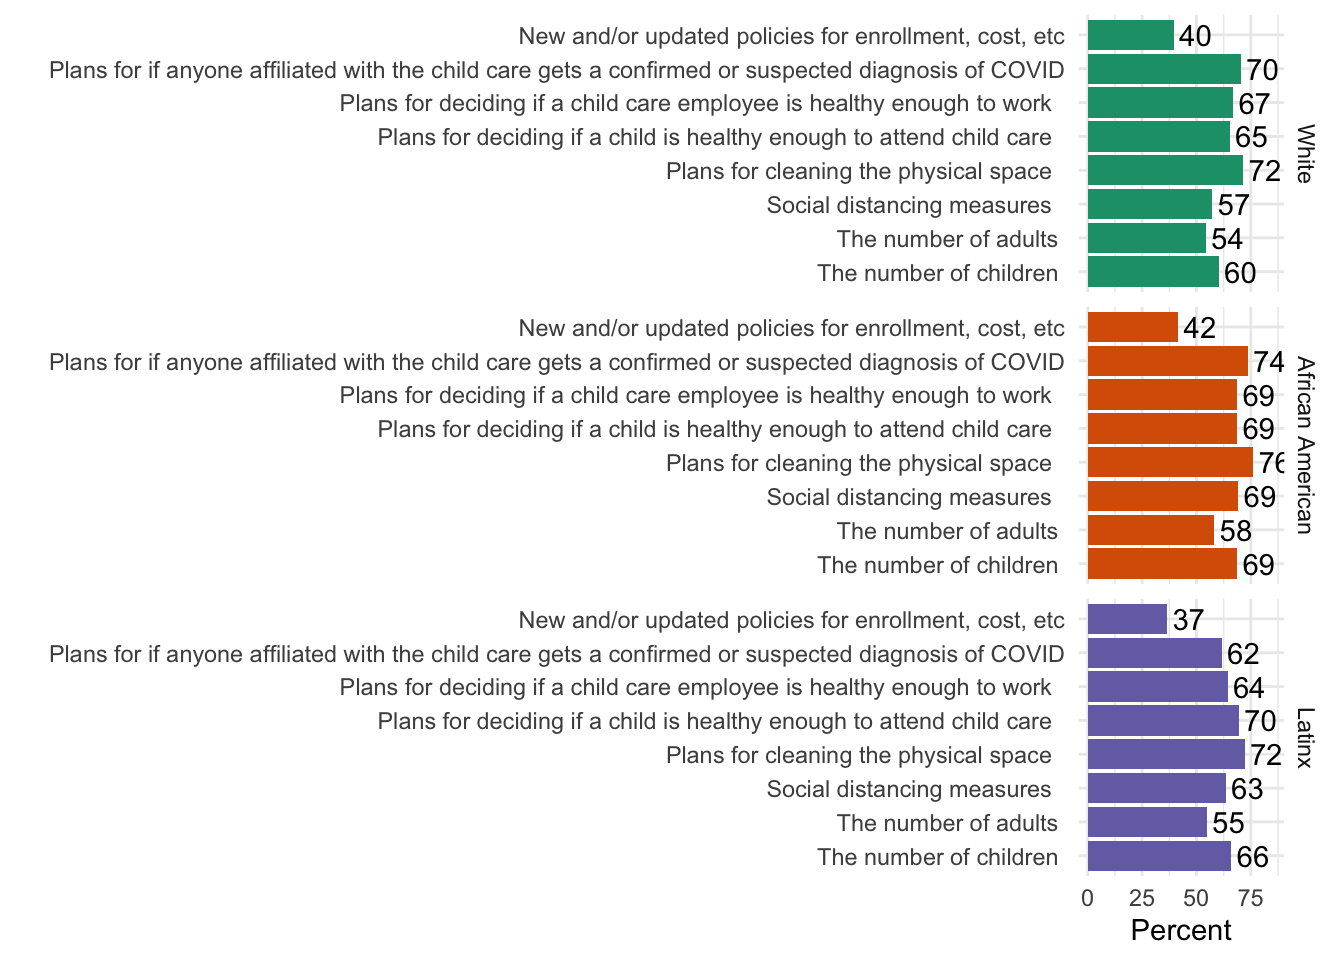 New and/or updated policies for enrollment, cost, etc 40
Plans for if anyone affiliated with the child care gets a confirmed or suspected diagnosis of COVID 70
Plans for deciding if a child care employee is healthy enough to work 67
Plans for deciding if a child is healthy enough to attend child care 65
Plans for cleaning the physical space 72
Social distancing measures 57
The number of adults 54
The number of children 60
White
New and/or updated policies for enrollment, cost, etc 42
Plans for if anyone affiliated with the child care gets a confirmed or suspected diagnosis of COVID 74
Plans for deciding if a child care employee is healthy enough to work 69
Plans for deciding if a child is healthy enough to attend child care 69
Plans for cleaning the physical space 76
Social distancing measures 69
The number of adults 58
The number of children 69
African American
New and/or updated policies for enrollment, cost, etc 37
Plans for if anyone affiliated with the child care gets a confirmed or suspected diagnosis of COVID 62
Plans for deciding if a child care employee is healthy enough to work 64
Plans for deciding if a child is healthy enough to attend child care 70
Plans for cleaning the physical space 72
Social distancing measures 63
The number of adults 55
The number of children 66
Latinx
0 25 50 75
Percent